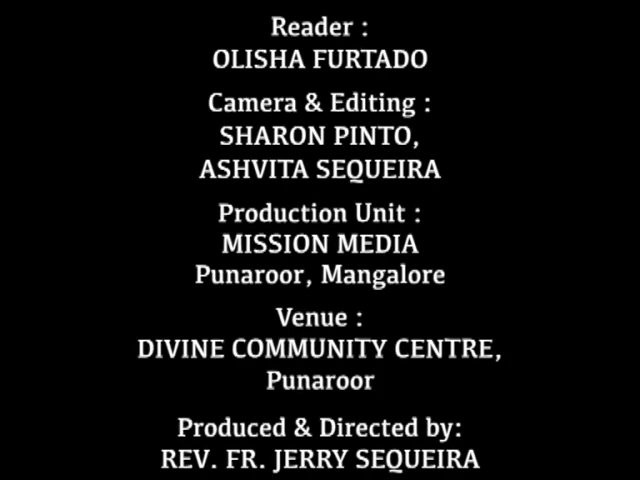 Reader :
OLISHA FURTADO
Camera & Editing :
SHARON PINTO,
ASHVITA SEQUEIRA
Production Unit :
MISSION MEDIA
Punaroor, Mangalore
Venue :
DIVINE COMMUNITY CENTRE,
Punaroor
Produced & Directed by:
REV. FR. JERRY SEQUEIRA